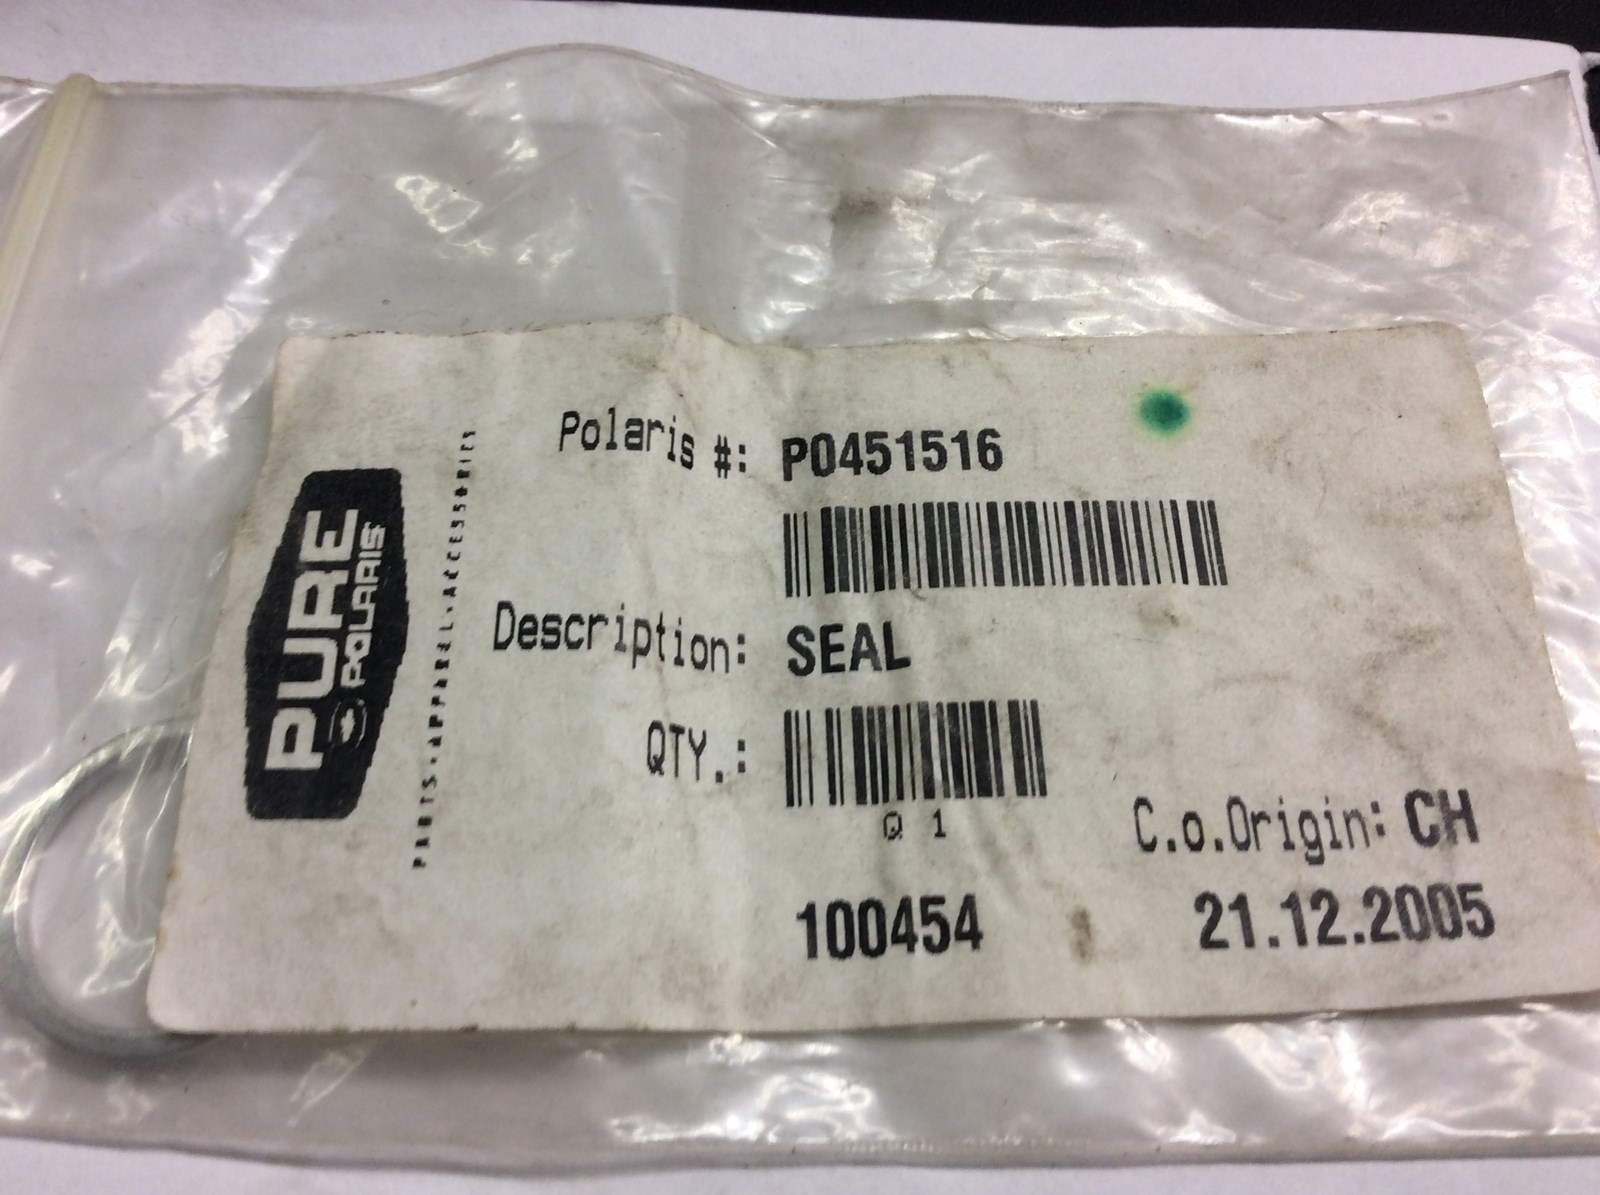 PURE
POLARIS
PARTS·APPAREL·ACCESSORIES
Polaris #: P0451516
Description: SEAL
QTY.:
Q 1
C.o.Origin: CH
100454 21.12.2005